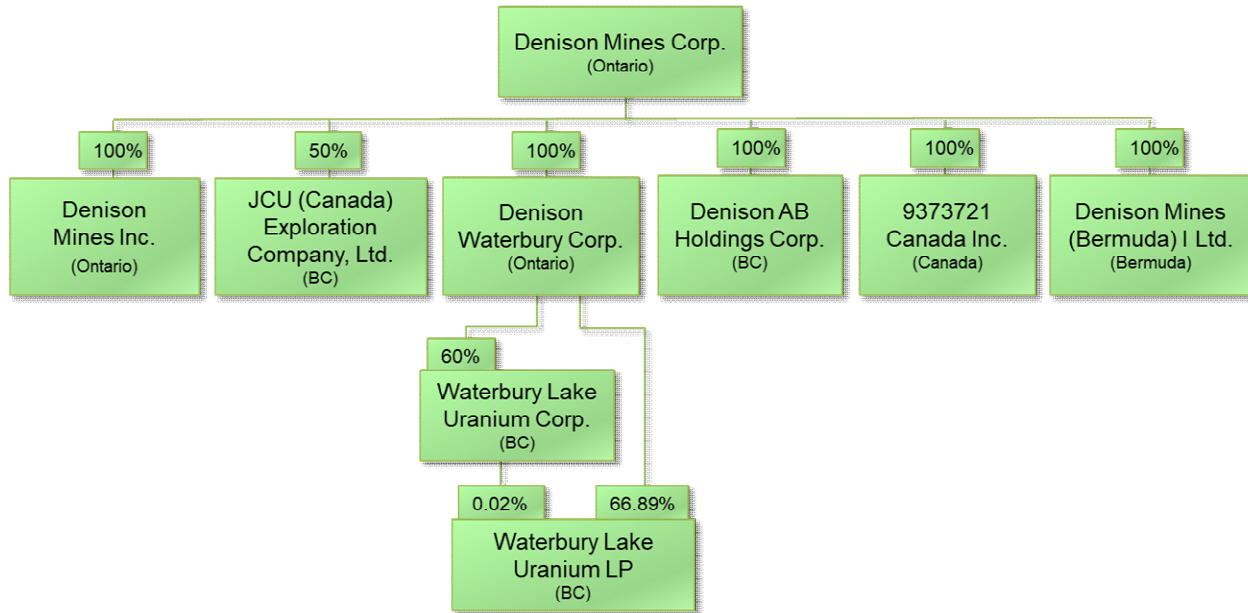 Denison Mines Corp.
(Ontario)
100%
50%
100%
100%
100%
100%
Denison
Mines Inc.
(Ontario)
JCU (Canada)
Exploration
Company, Ltd.
(BC)
Denison
Waterbury Corp.
(Ontario)
Denison AB
Holdings Corp.
(BC)
9373721
Canada Inc.
(Canada)
Denison Mines
(Bermuda) I Ltd.
(Bermuda)
60%
Waterbury Lake
Uranium Corp.
(BC)
0.02%
66.89%
Waterbury Lake
Uranium LP
(BC)